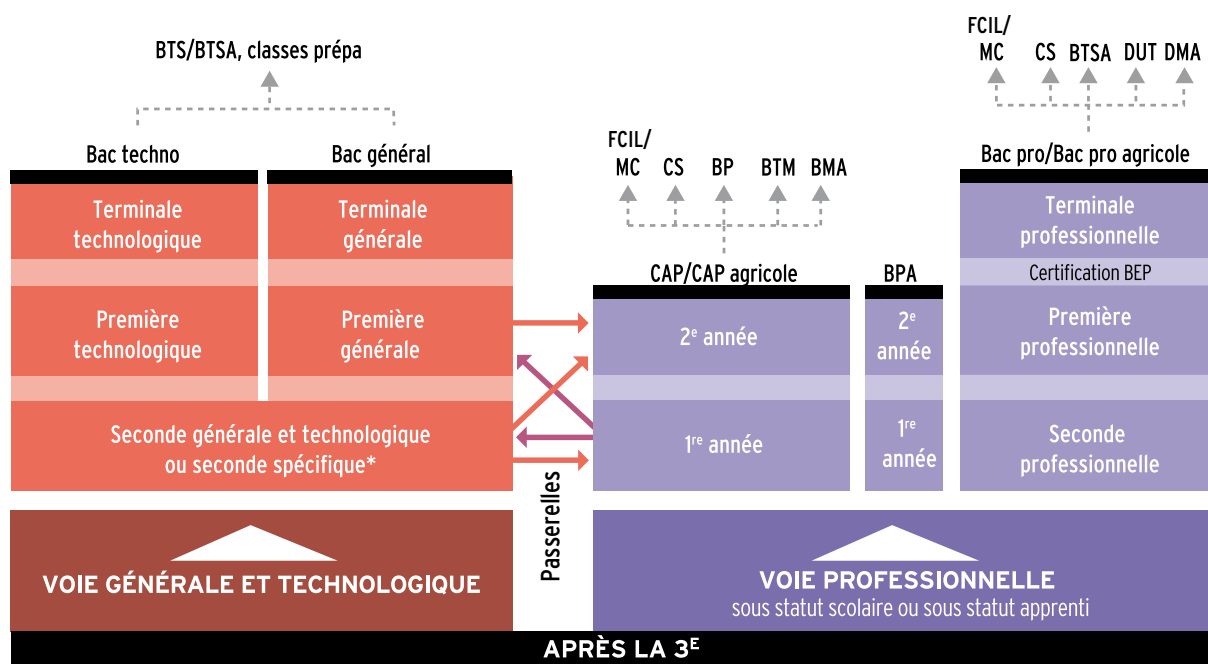 BTS/BTSA, classes prépa
Bac techno
Bac général
Terminale
technologique
Terminale
générale
Première
technologique
Première
générale
Seconde générale et technologique
ou seconde spécifique*
VOIE GÉNÉRALE ET TECHNOLOGIQUE
Passerelles
FCIL/
MC CS BP BTM BMA
CAP/CAP agricole
2e année
1re année
BPA
2e
année
1re
année
FCIL/
MC CS BTSA DUT DMA
Bac pro/Bac pro agricole
Terminale
professionnelle
Certification BEP
Première
professionnelle
Seconde
professionnelle
VOIE PROFESSIONNELLE
sous statut scolaire ou sous statut apprenti
APRÈS LA 3E